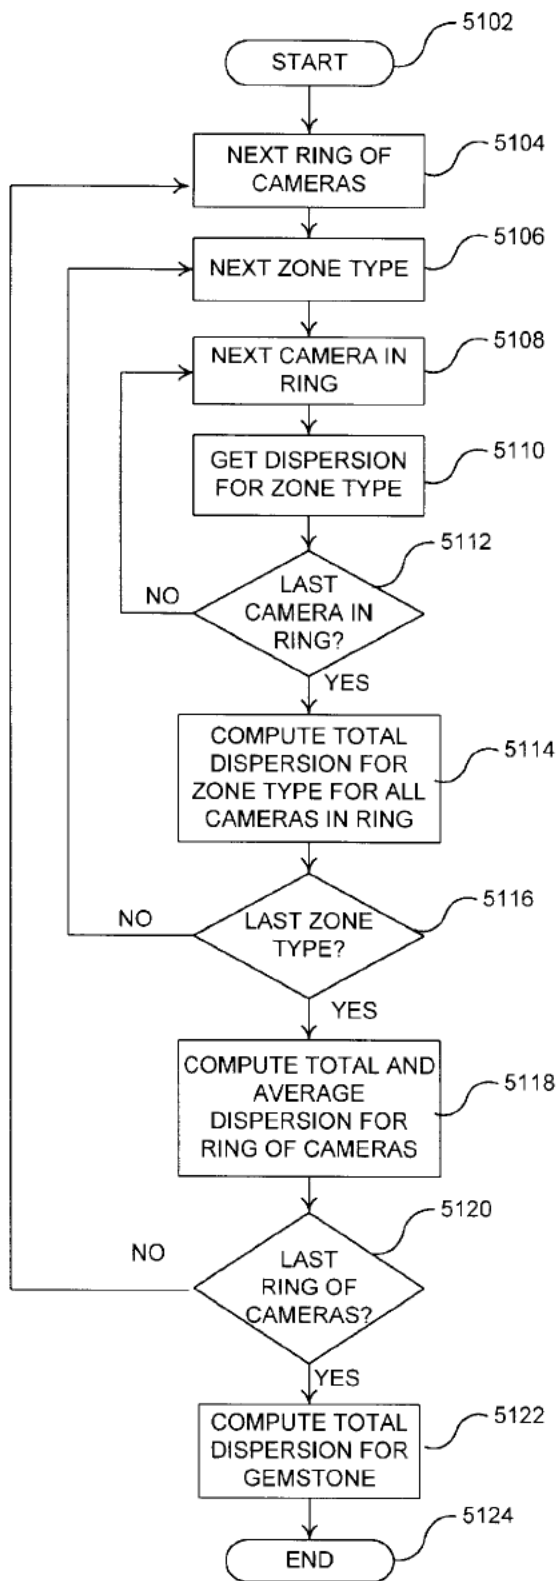 5102
START
5104
NEXT RING OF
CAMERAS
5106
NEXT ZONE TYPE
5108
NEXT CAMERA IN
RING
5110
GET DISPERSION
FOR ZONE TYPE
5112
LAST
CAMERA IN
RING?
NO
YES
COMPUTE TOTAL
DISPERSION FOR
ZONE TYPE FOR ALL
CAMERAS IN RING
5114
5116
LAST ZONE
TYPE?
NO
YES
COMPUTE TOTAL AND
AVERAGE
DISPERSION FOR
RING OF CAMERAS
5118
5120
LAST
RING OF
CAMERAS?
NO
YES
COMPUTE TOTAL
DISPERSION FOR
GEMSTONE
5122
5124
END